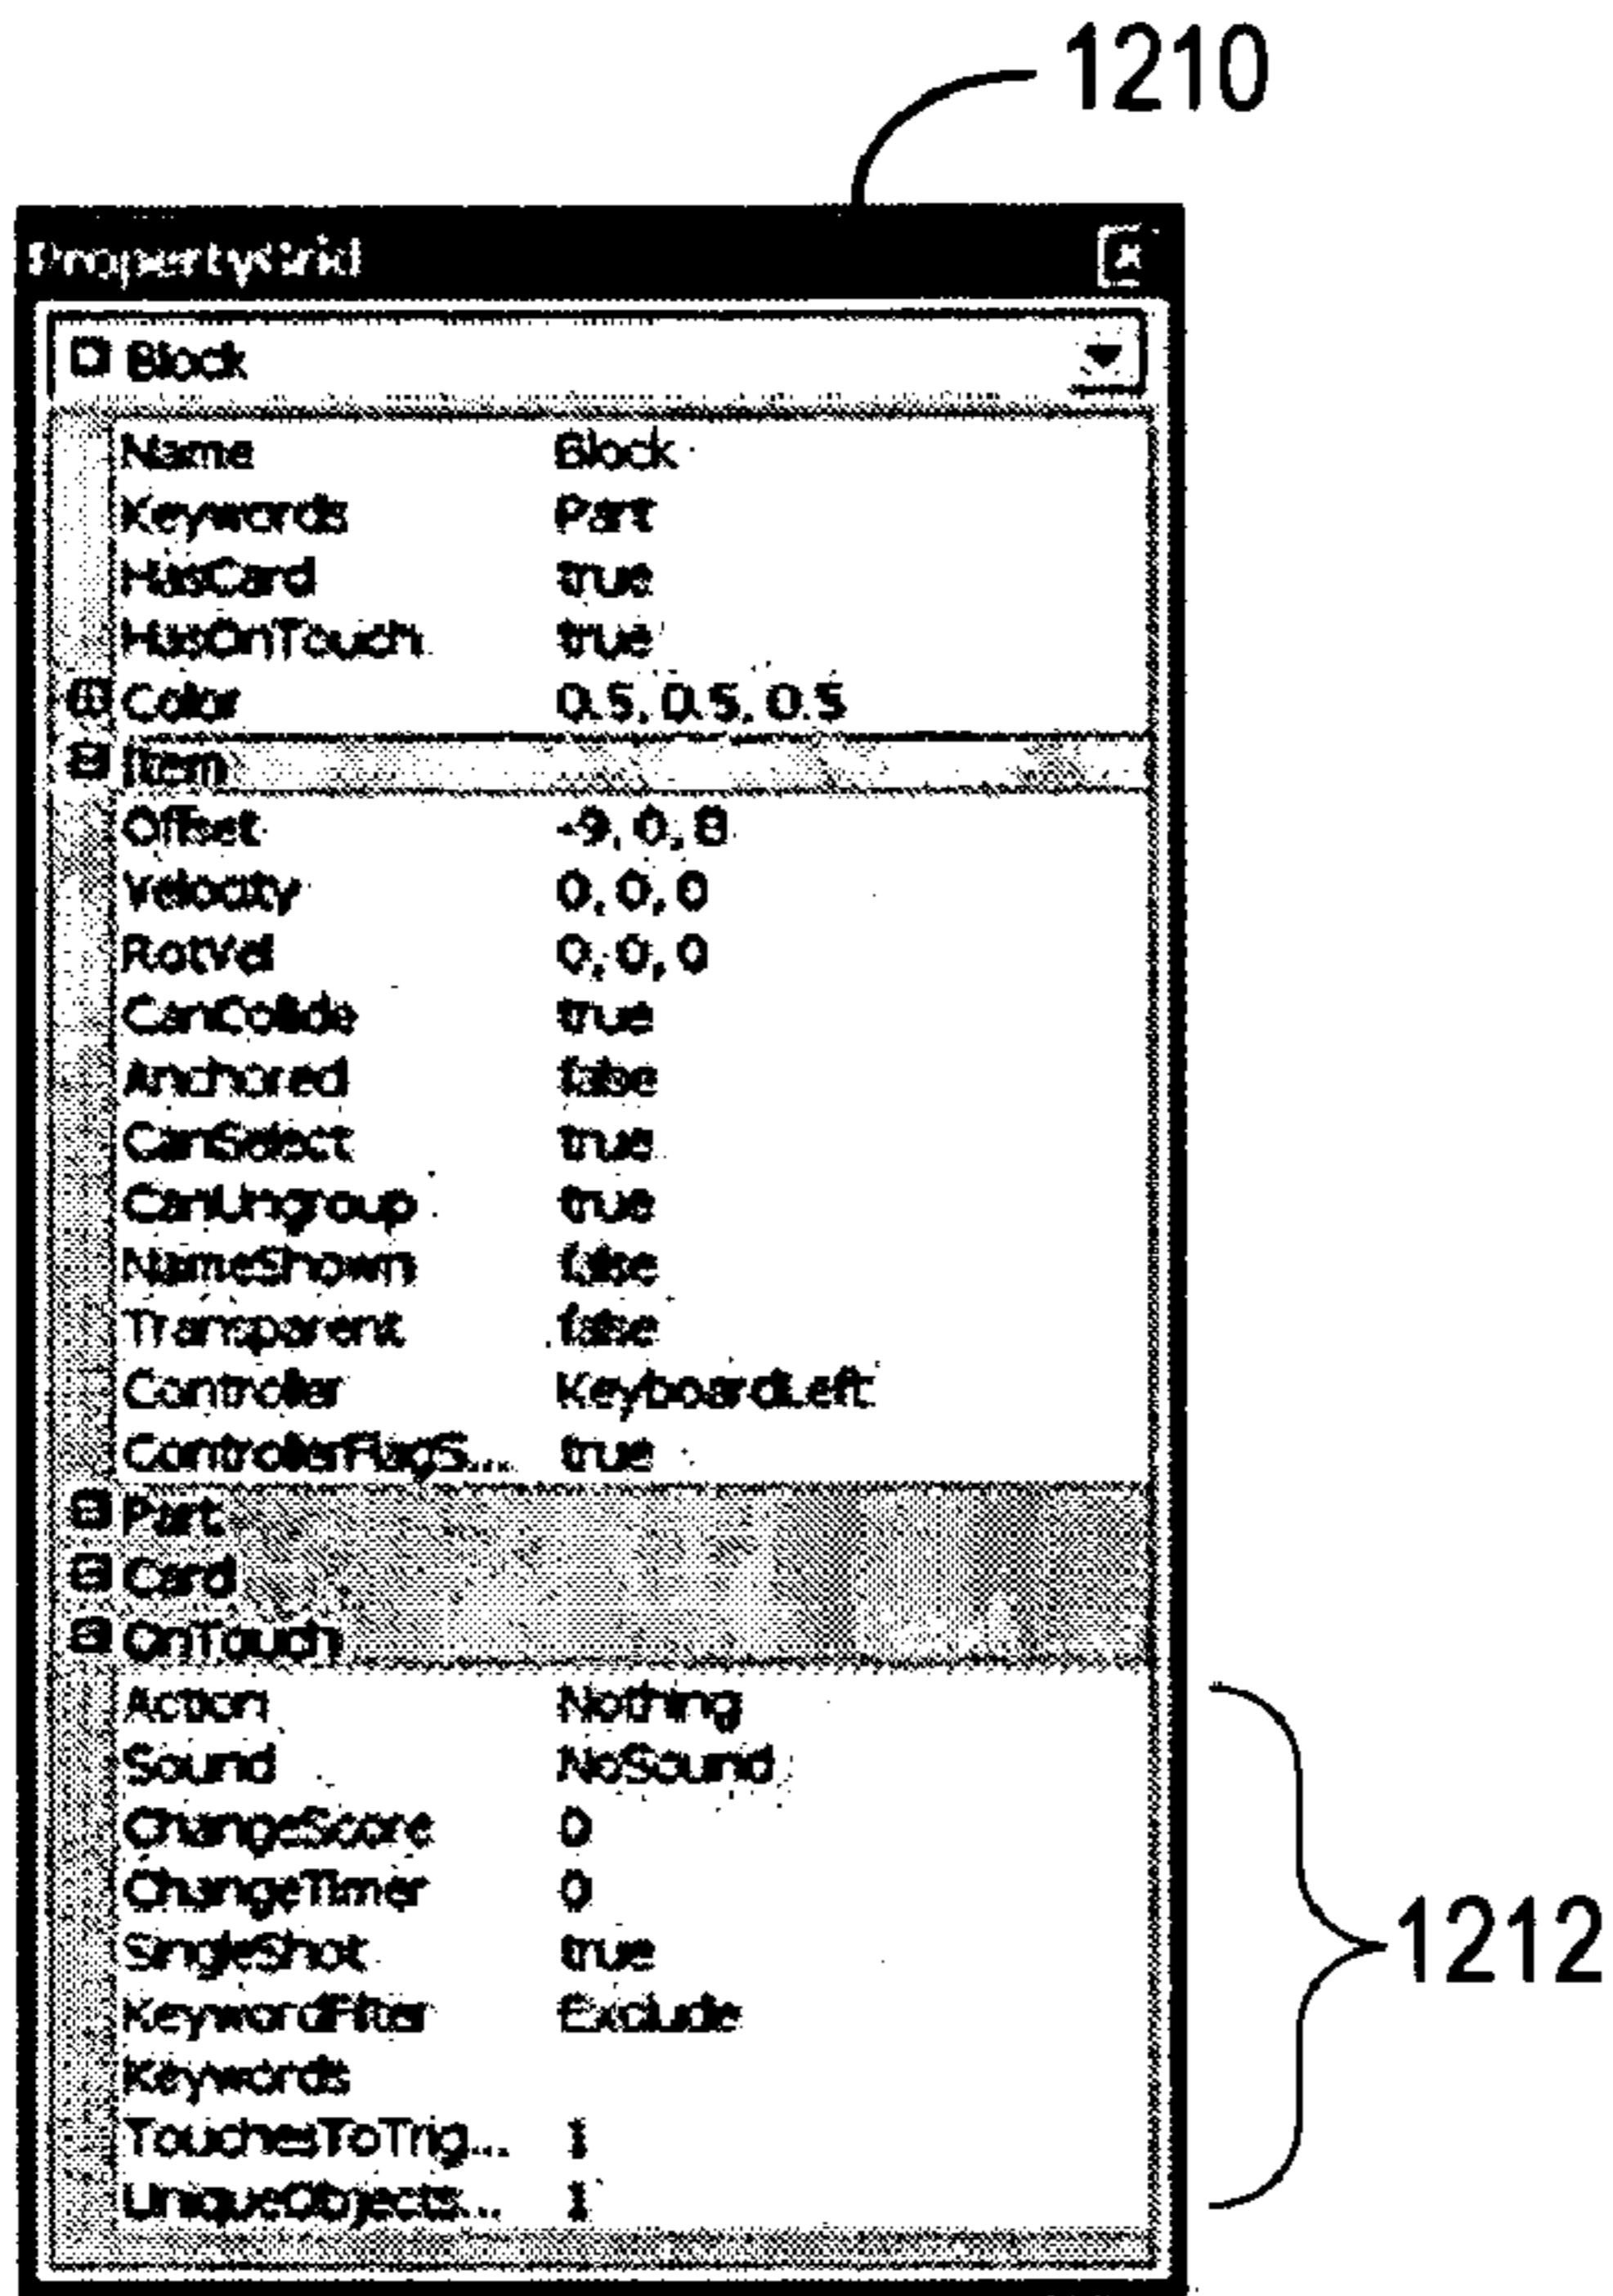 1210
PropertyGrid
Block
Name Block
Keywords Part
HasCard true
HasOnTouch true
Color 0.5, 0.5, 0.5
Item
Offset -9, 0, 8
Velocity 0, 0, 0
RotVel 0, 0, 0
CanCollide true
Anchored false
CanSelect true
CanUngroup true
NameShown false
Transparent false
Controller KeyboardLeft
ControllerFlagS... true
Part
Card
OnTouch
Action Nothing
Sound NoSound
ChangeScore 0
ChangeTimer 0
SingleShot true
KeywordFilter Exclude
Keywords
TouchesToTrig... 1
UniqueObjects... 1
1212